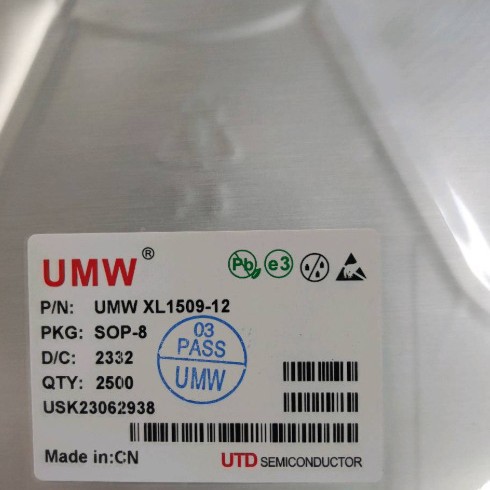 UMW®
Pb e3
P/N: UMW XL1509-12
PKG: SOP-8
D/C: 2332
QTY: 2500
USK23062938
03
PASS
UMW
Made in:CN
UTD SEMICONDUCTOR